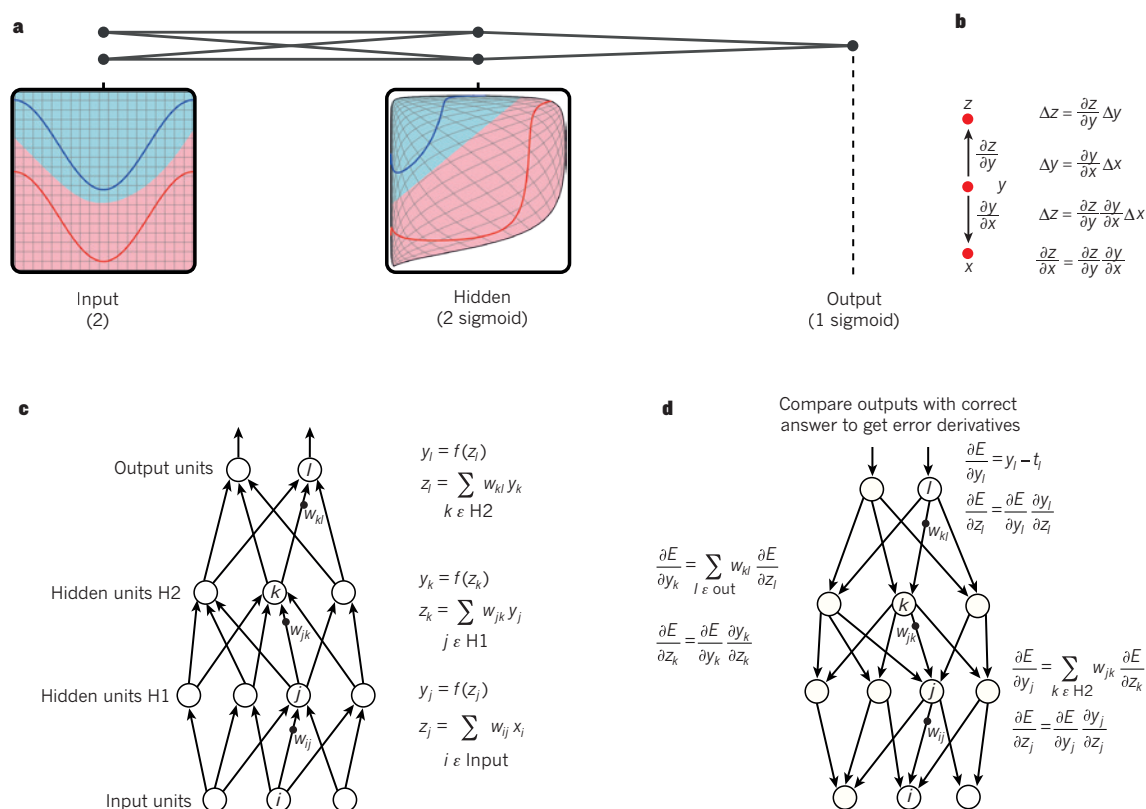 a
Input
(2)
Hidden
(2 sigmoid)
Output
(1 sigmoid)
b
z
∂z/∂y
y
∂y/∂x
x
Δz = ∂z/∂y Δy
Δy = ∂y/∂x Δx
Δz = ∂z/∂y ∂y/∂x Δx
∂z/∂x = ∂z/∂y ∂y/∂x
c
Output units
l
w_kl
y_l = f(z_l)
z_l = ∑ w_kl y_k
k ε H2
Hidden units H2
k
w_jk
y_k = f(z_k)
z_k = ∑ w_jk y_j
j ε H1
Hidden units H1
j
w_ij
y_j = f(z_j)
z_j = ∑ w_ij x_i
i ε Input
Input units
i
d
Compare outputs with correct
answer to get error derivatives
l
w_kl
∂E/∂y_l = y_l − t_l
∂E/∂z_l = ∂E/∂y_l ∂y_l/∂z_l
∂E/∂y_k = ∑ w_kl ∂E/∂z_l
l ε out
∂E/∂z_k = ∂E/∂y_k ∂y_k/∂z_k
k
w_jk
j
w_ij
∂E/∂y_j = ∑ w_jk ∂E/∂z_k
k ε H2
∂E/∂z_j = ∂E/∂y_j ∂y_j/∂z_j
i